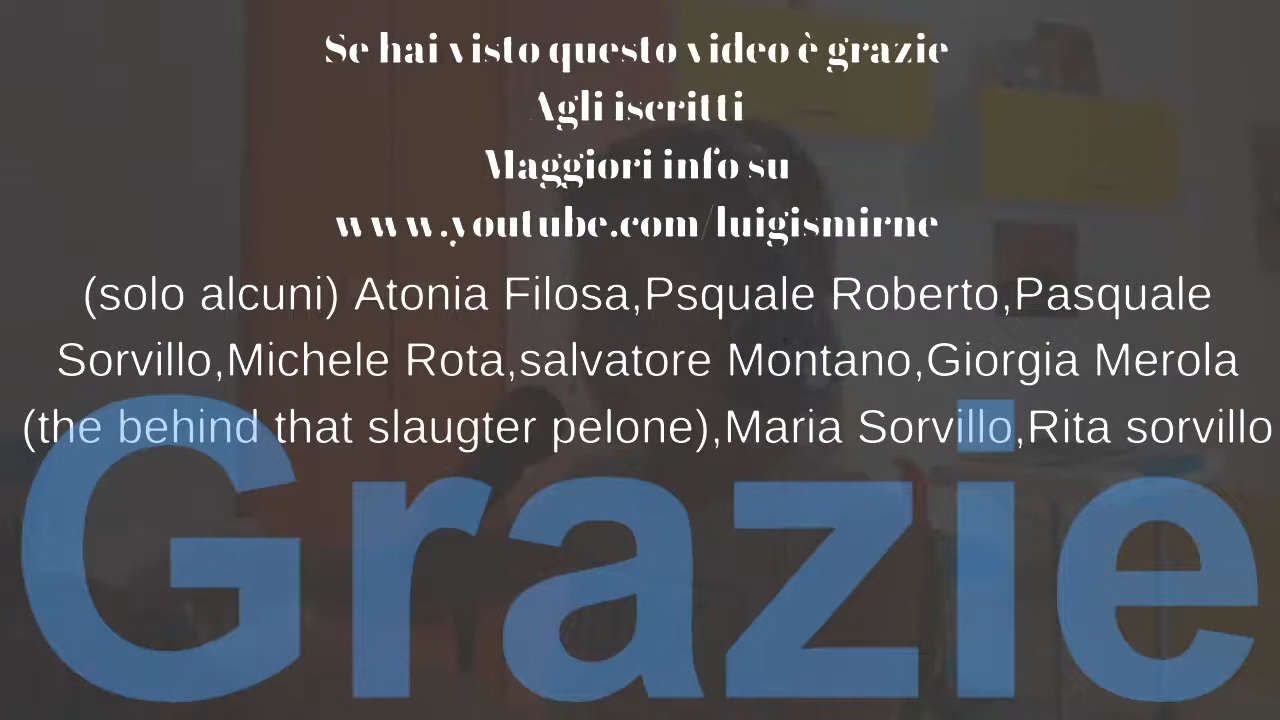 Se hai visto questo video è grazie
Agli iscritti
Maggiori info su
www.youtube.com/luigismirne
(solo alcuni) Atonia Filosa,Psquale Roberto,Pasquale
Sorvillo,Michele Rota,salvatore Montano,Giorgia Merola
(the behind that slaugter pelone),Maria Sorvillo,Rita sorvillo
Grazie